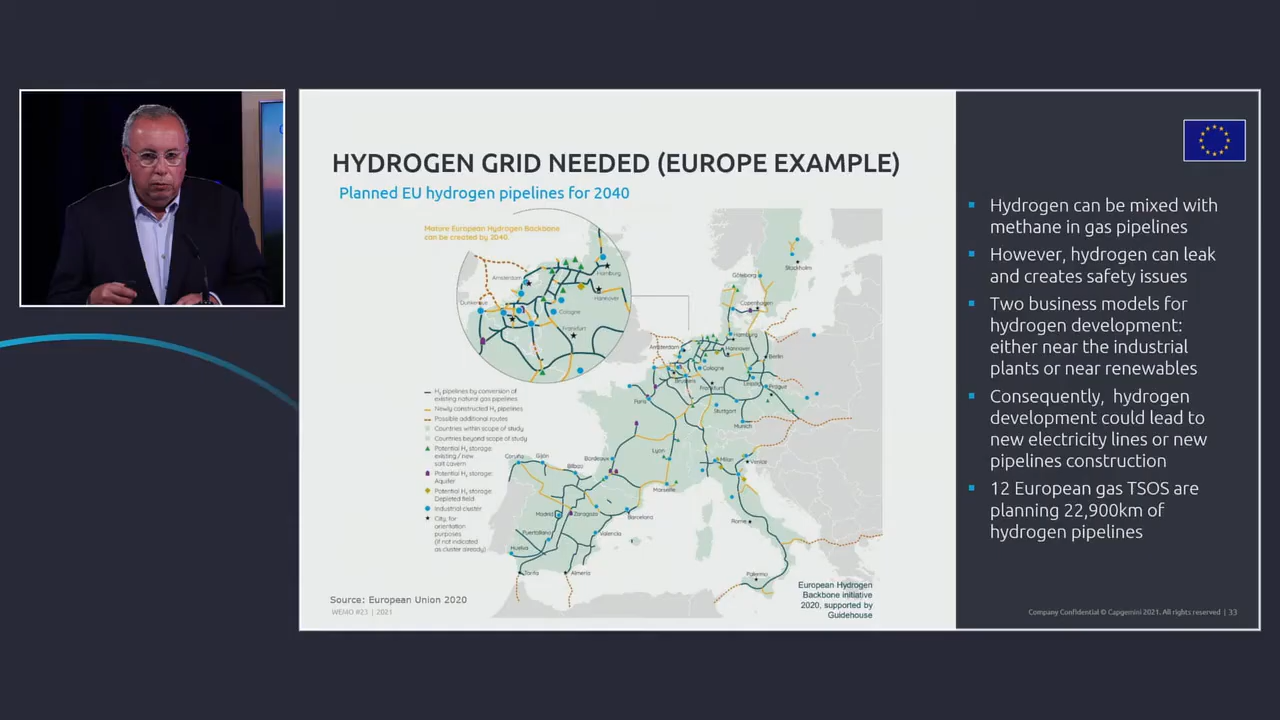 HYDROGEN GRID NEEDED (EUROPE EXAMPLE)
Planned EU hydrogen pipelines for 2040
Mature European Hydrogen Backbone
can be created by 2040.
Amsterdam
Hamburg
Dunkerque
Hannover
Cologne
Frankfurt
H₂ pipelines by conversion of
existing natural gas pipelines
Newly constructed H₂ pipelines
Possible additional routes
Countries within scope of study
Countries beyond scope of study
Potential H₂ storage:
existing / new
salt cavern
Potential H₂ storage:
Aquifer
Potential H₂ storage:
Depleted field
Industrial cluster
City, for
orientation
purposes
(if not indicated
as cluster already)
Göteborg
Stockholm
Copenhagen
Hamburg
Amsterdam
Hannover
Berlin
Cologne
Brussels
Leipzig
Prague
Frankfurt
Paris
Stuttgart
Munich
Lyon
Milan
Venice
Bordeaux
Coruña
Gijón
Bilbao
Marseille
Madrid
Zaragoza
Barcelona
Rome
Puertollano
Valencia
Huelva
Tarifa
Almería
Palermo
European Hydrogen
Backbone initiative
2020, supported by
Guidehouse
Source: European Union 2020
WEMO #23 | 2021
Hydrogen can be mixed with
methane in gas pipelines
However, hydrogen can leak
and creates safety issues
Two business models for
hydrogen development:
either near the industrial
plants or near renewables
Consequently, hydrogen
development could lead to
new electricity lines or new
pipelines construction
12 European gas TSOS are
planning 22,900km of
hydrogen pipelines
Company Confidential © Capgemini 2021. All rights reserved | 33